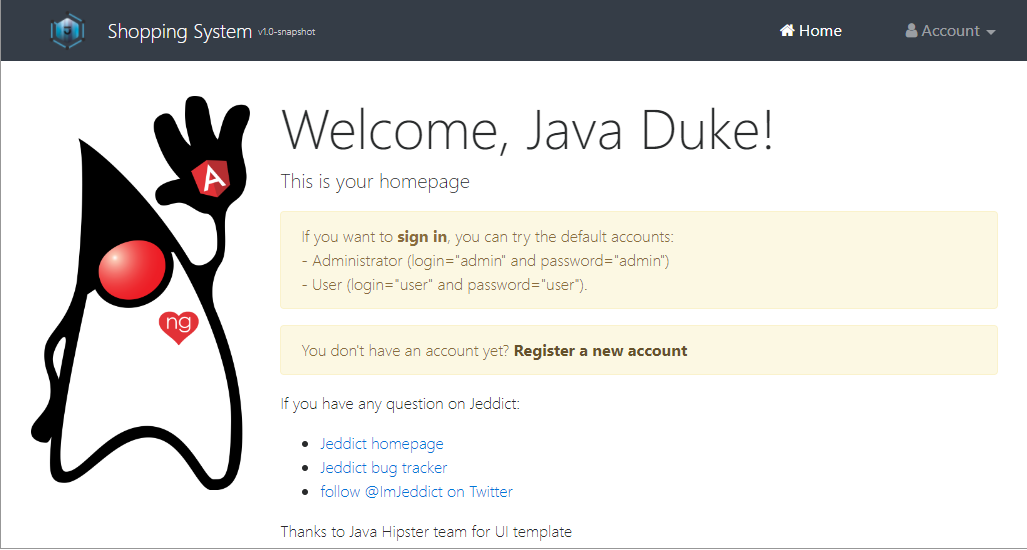 Shopping System v1.0-snapshot
Home
Account
Welcome, Java Duke!
This is your homepage
If you want to sign in, you can try the default accounts:
- Administrator (login="admin" and password="admin")
- User (login="user" and password="user").
You don't have an account yet? Register a new account
If you have any question on Jeddict:
Jeddict homepage
Jeddict bug tracker
follow @ImJeddict on Twitter
Thanks to Java Hipster team for UI template
A
ng